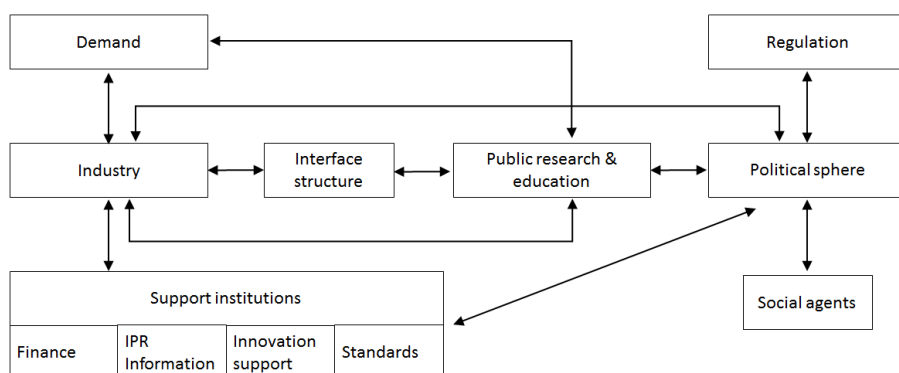 Demand
Regulation
Industry
Interface
structure
Public research &
education
Political sphere
Support institutions
Social agents
Finance
IPR
Information
Innovation
support
Standards